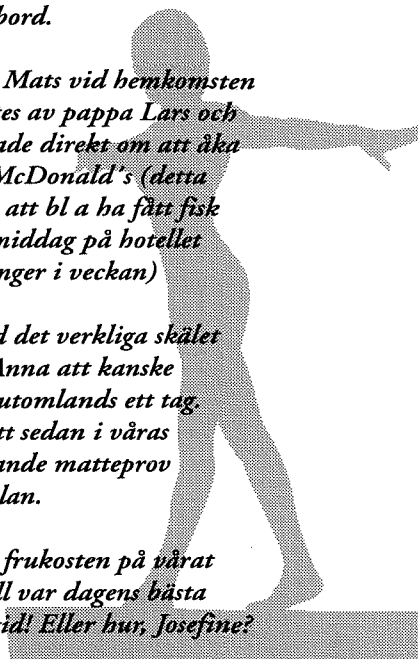 bord.
Mats vid hemkomsten
es av pappa Lars och
ade direkt om att åka
McDonald's (detta
att bl a ha fått fisk
middag på hotellet
nger i veckan)
d det verkliga skälet
Anna att kanske
utomlands ett tag.
tt sedan i våras
ande matteprov
lan.
frukosten på vårat
ll var dagens bästa
id! Eller hur, Josefine?